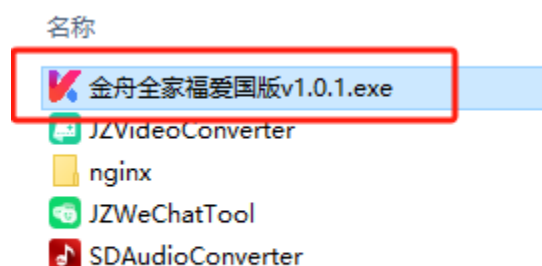 名称
金舟全家福爱国版v1.0.1.exe
JZVideoConverter
nginx
JZWeChatTool
SDAudioConverter